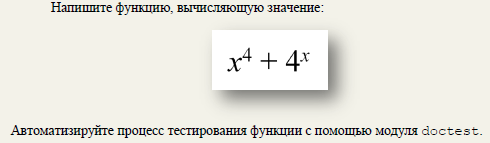 Напишите функцию, вычисляющую значение:
x⁴ + 4ˣ
Автоматизируйте процесс тестирования функции с помощью модуля doctest.